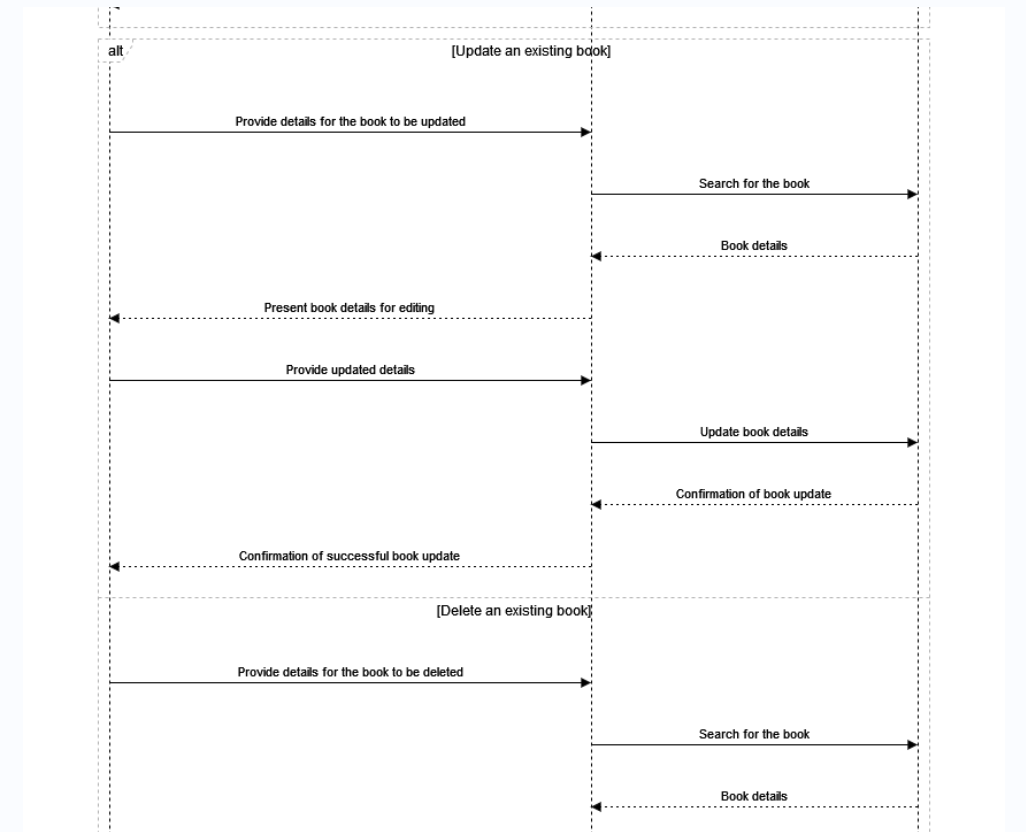 alt
[Update an existing book]
Provide details for the book to be updated
Search for the book
Book details
Present book details for editing
Provide updated details
Update book details
Confirmation of book update
Confirmation of successful book update
[Delete an existing book]
Provide details for the book to be deleted
Search for the book
Book details